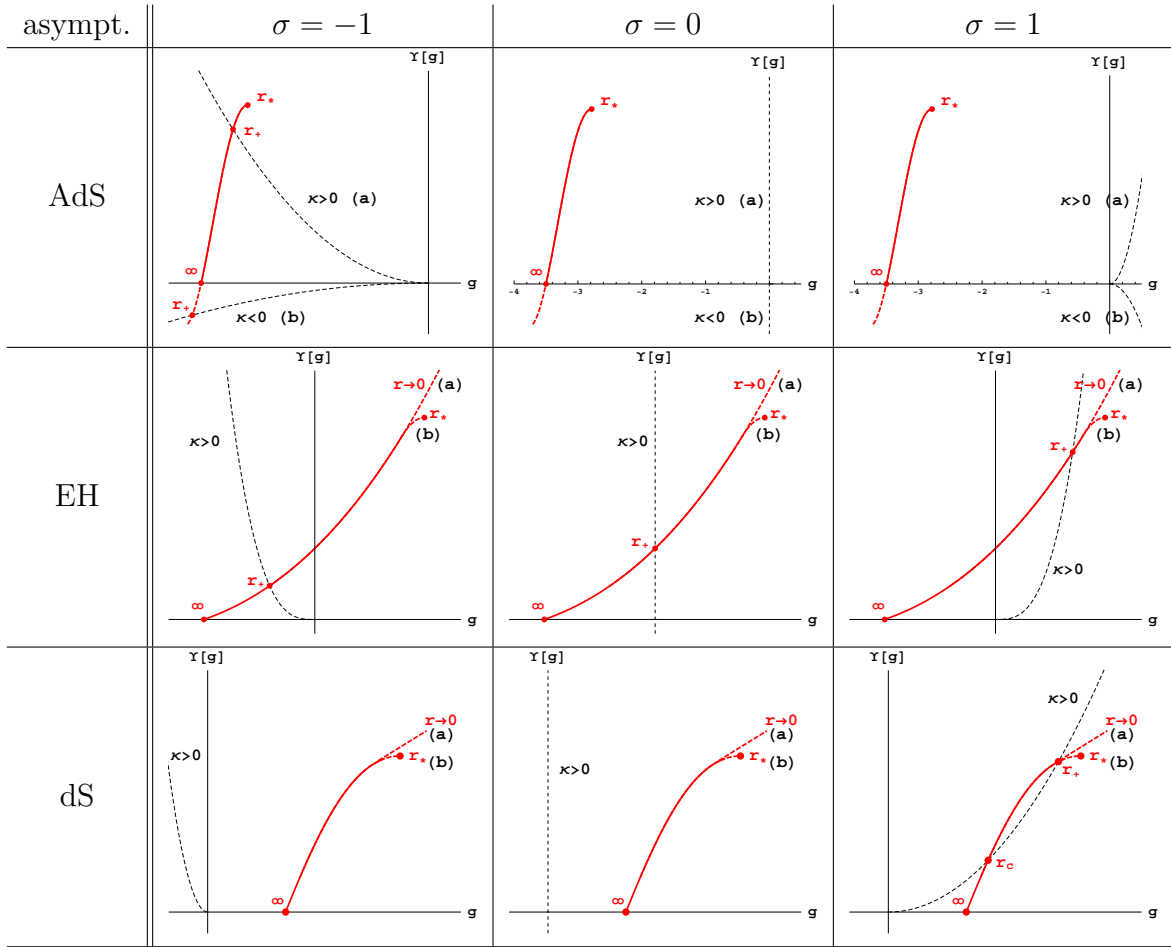 asympt. σ = −1 σ = 0 σ = 1
AdS
ϒ[g]
r⋆
r₊
κ>0 (a)
∞
g
r₊
κ<0 (b)
ϒ[g]
r⋆
κ>0 (a)
∞
g
-4 -3 -2 -1
κ<0 (b)
ϒ[g]
r⋆
κ>0 (a)
∞
g
-4 -3 -2 -1
κ<0 (b)
EH
ϒ[g]
r→0 (a)
r⋆
(b)
κ>0
r₊
∞
g
ϒ[g]
r→0 (a)
r⋆
(b)
κ>0
r₊
∞
g
ϒ[g]
r→0 (a)
r⋆
(b)
r₊
κ>0
∞
g
dS
ϒ[g]
r→0
(a)
κ>0
r⋆ (b)
∞
g
ϒ[g]
r→0
(a)
r⋆ (b)
κ>0
∞
g
ϒ[g]
κ>0
r→0
(a)
r⋆ (b)
r₊
r_c
∞
g